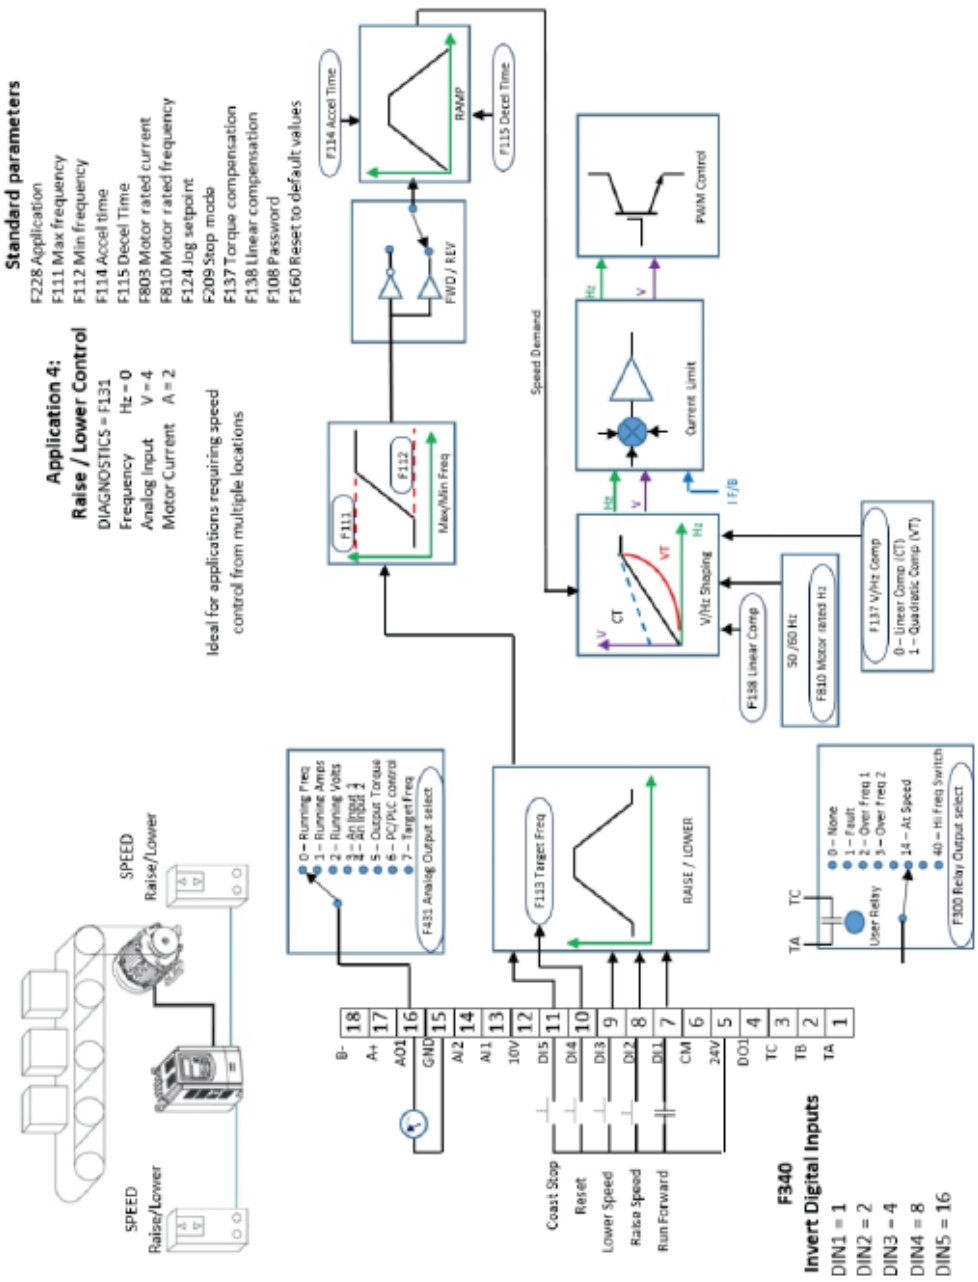 Application 4:
Raise / Lower Control
DIAGNOSTICS = F131
Frequency Hz = 0
Analog Input V = 4
Motor Current A = 2
Ideal for applications requiring speed
control from multiple locations
Standard parameters
F228 Application
F111 Max frequency
F112 Min frequency
F114 Accel time
F115 Decel Time
F803 Motor rated current
F810 Motor rated frequency
F124 Jog setpoint
F209 Stop mode
F137 Torque compensation
F138 Linear compensation
F108 Password
F160 Reset to default values
SPEED
Raise/Lower
SPEED
Raise/Lower
0 – Running Freq
1 – Running Amps
2 – Running Volts
3 – An Input 1
4 – An Input 2
5 – Output Torque
6 – PC/PLC control
7 – Target Freq
F431 Analog Output select
F111
F112
Max/Min Freq
FWD / REV
F114 Accel Time
RAMP
F115 Decel Time
B- 18
A+ 17
AO1 16
GND 15
AI2 14
AI1 13
10V 12
DI5 11
DI4 10
DI3 9
DI2 8
DI1 7
CM 6
24V 5
DO1 4
TC 3
TB 2
TA 1
Coast Stop
Reset
Lower Speed
Raise Speed
Run Forward
F113 Target Freq
RAISE / LOWER
Speed Demand
V
CT
VT
Hz
V/Hz Shaping
Hz
V
I F/B
Current Limit
Hz
V
PWM Control
F138 Linear Comp
50 /60 Hz
F810 Motor rated Hz
F137 V/Hz Comp
0 – Linear Comp (CT)
1 – Quadratic Comp (VT)
TA TC
User Relay
0 – None
1 – Fault
2 – Over Freq 1
3 – Over Freq 2
14 – At Speed
40 – Hi Freq Switch
F300 Relay Output select
F340
Invert Digital Inputs
DIN1 = 1
DIN2 = 2
DIN3 = 4
DIN4 = 8
DIN5 = 16